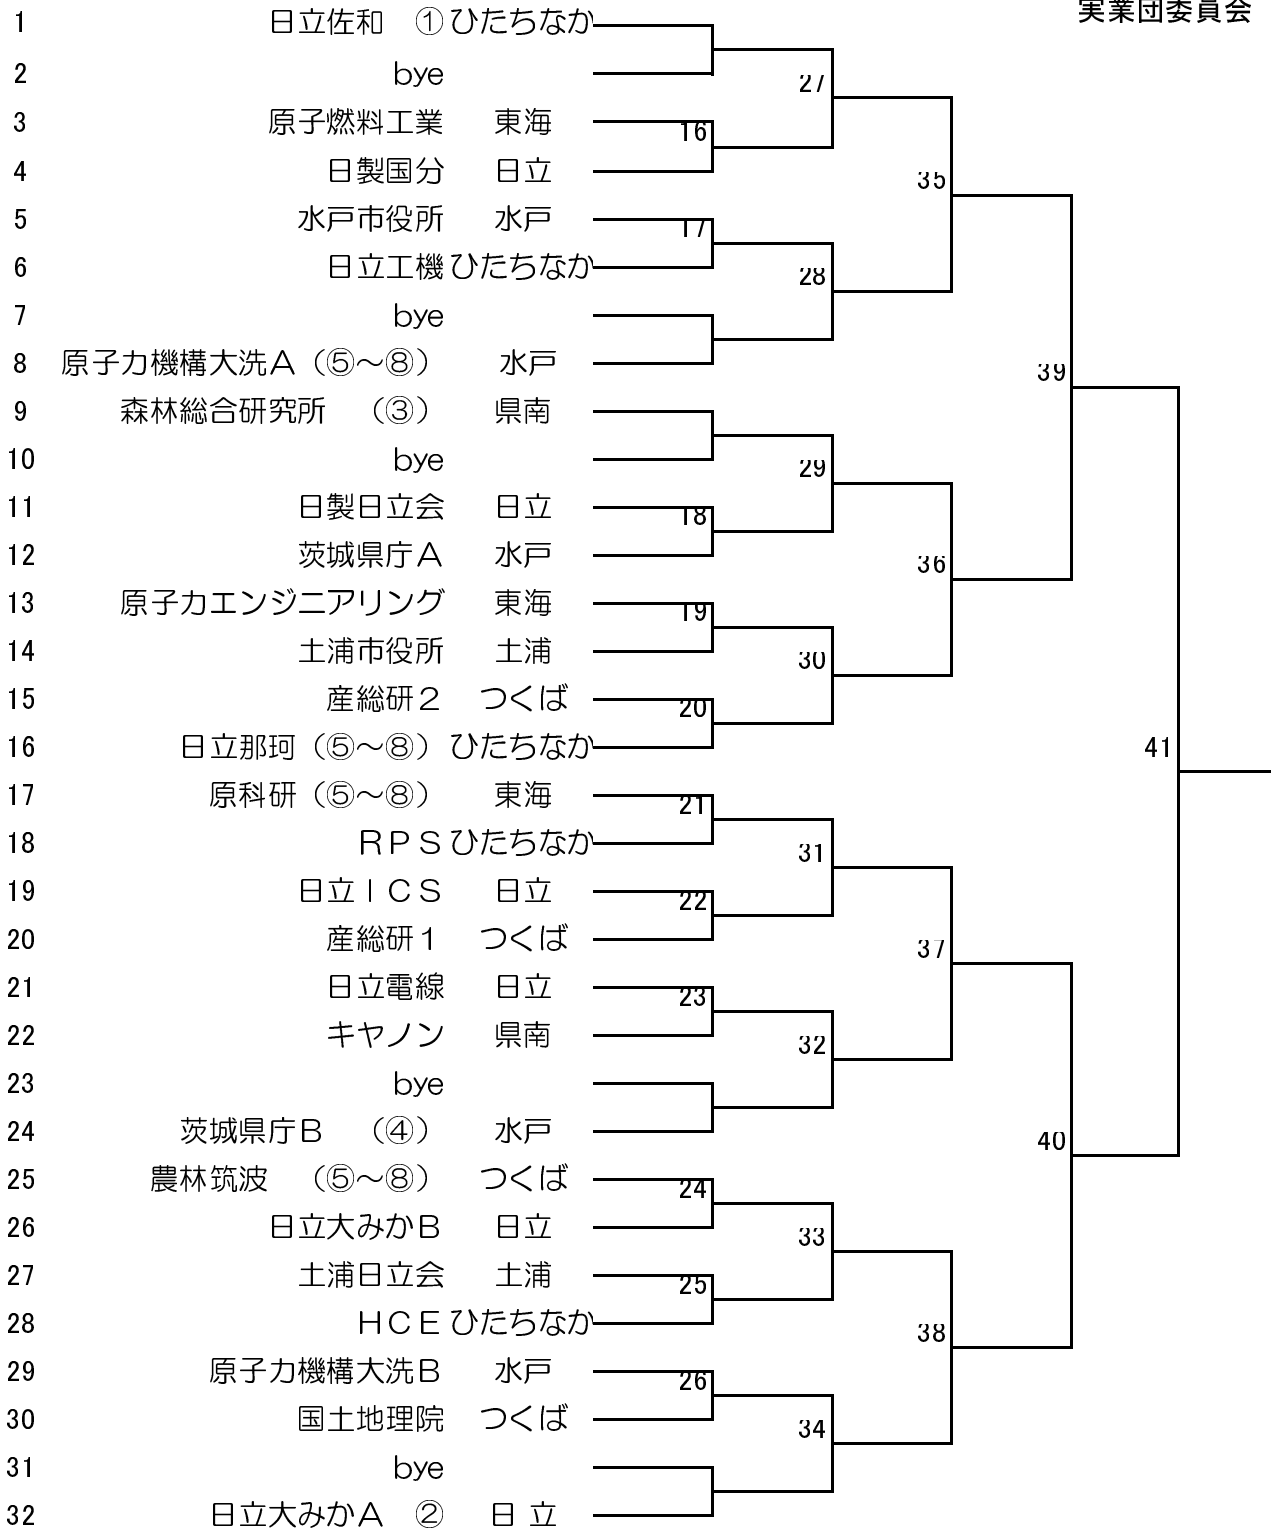 実業団委員会
1 日立佐和 ① ひたちなか
2 bye
27
3 原子燃料工業 東海
16
4 日製国分 日立
35
5 水戸市役所 水戸
17
6 日立工機 ひたちなか
28
7 bye
8 原子力機構大洗A（⑤～⑧） 水戸
39
9 森林総合研究所 （③） 県南
10 bye
29
11 日製日立会 日立
18
12 茨城県庁A 水戸
36
13 原子力エンジニアリング 東海
19
14 土浦市役所 土浦
30
15 産総研２ つくば
20
16 日立那珂（⑤～⑧） ひたちなか
41
17 原科研（⑤～⑧） 東海
21
18 ＲＰＳ ひたちなか
31
19 日立ＩＣＳ 日立
22
20 産総研１ つくば
37
21 日立電線 日立
23
22 キヤノン 県南
32
23 bye
24 茨城県庁B （④） 水戸
40
25 農林筑波 （⑤～⑧） つくば
24
26 日立大みかB 日立
33
27 土浦日立会 土浦
25
28 ＨＣＥ ひたちなか
38
29 原子力機構大洗B 水戸
26
30 国土地理院 つくば
34
31 bye
32 日立大みかA ② 日 立